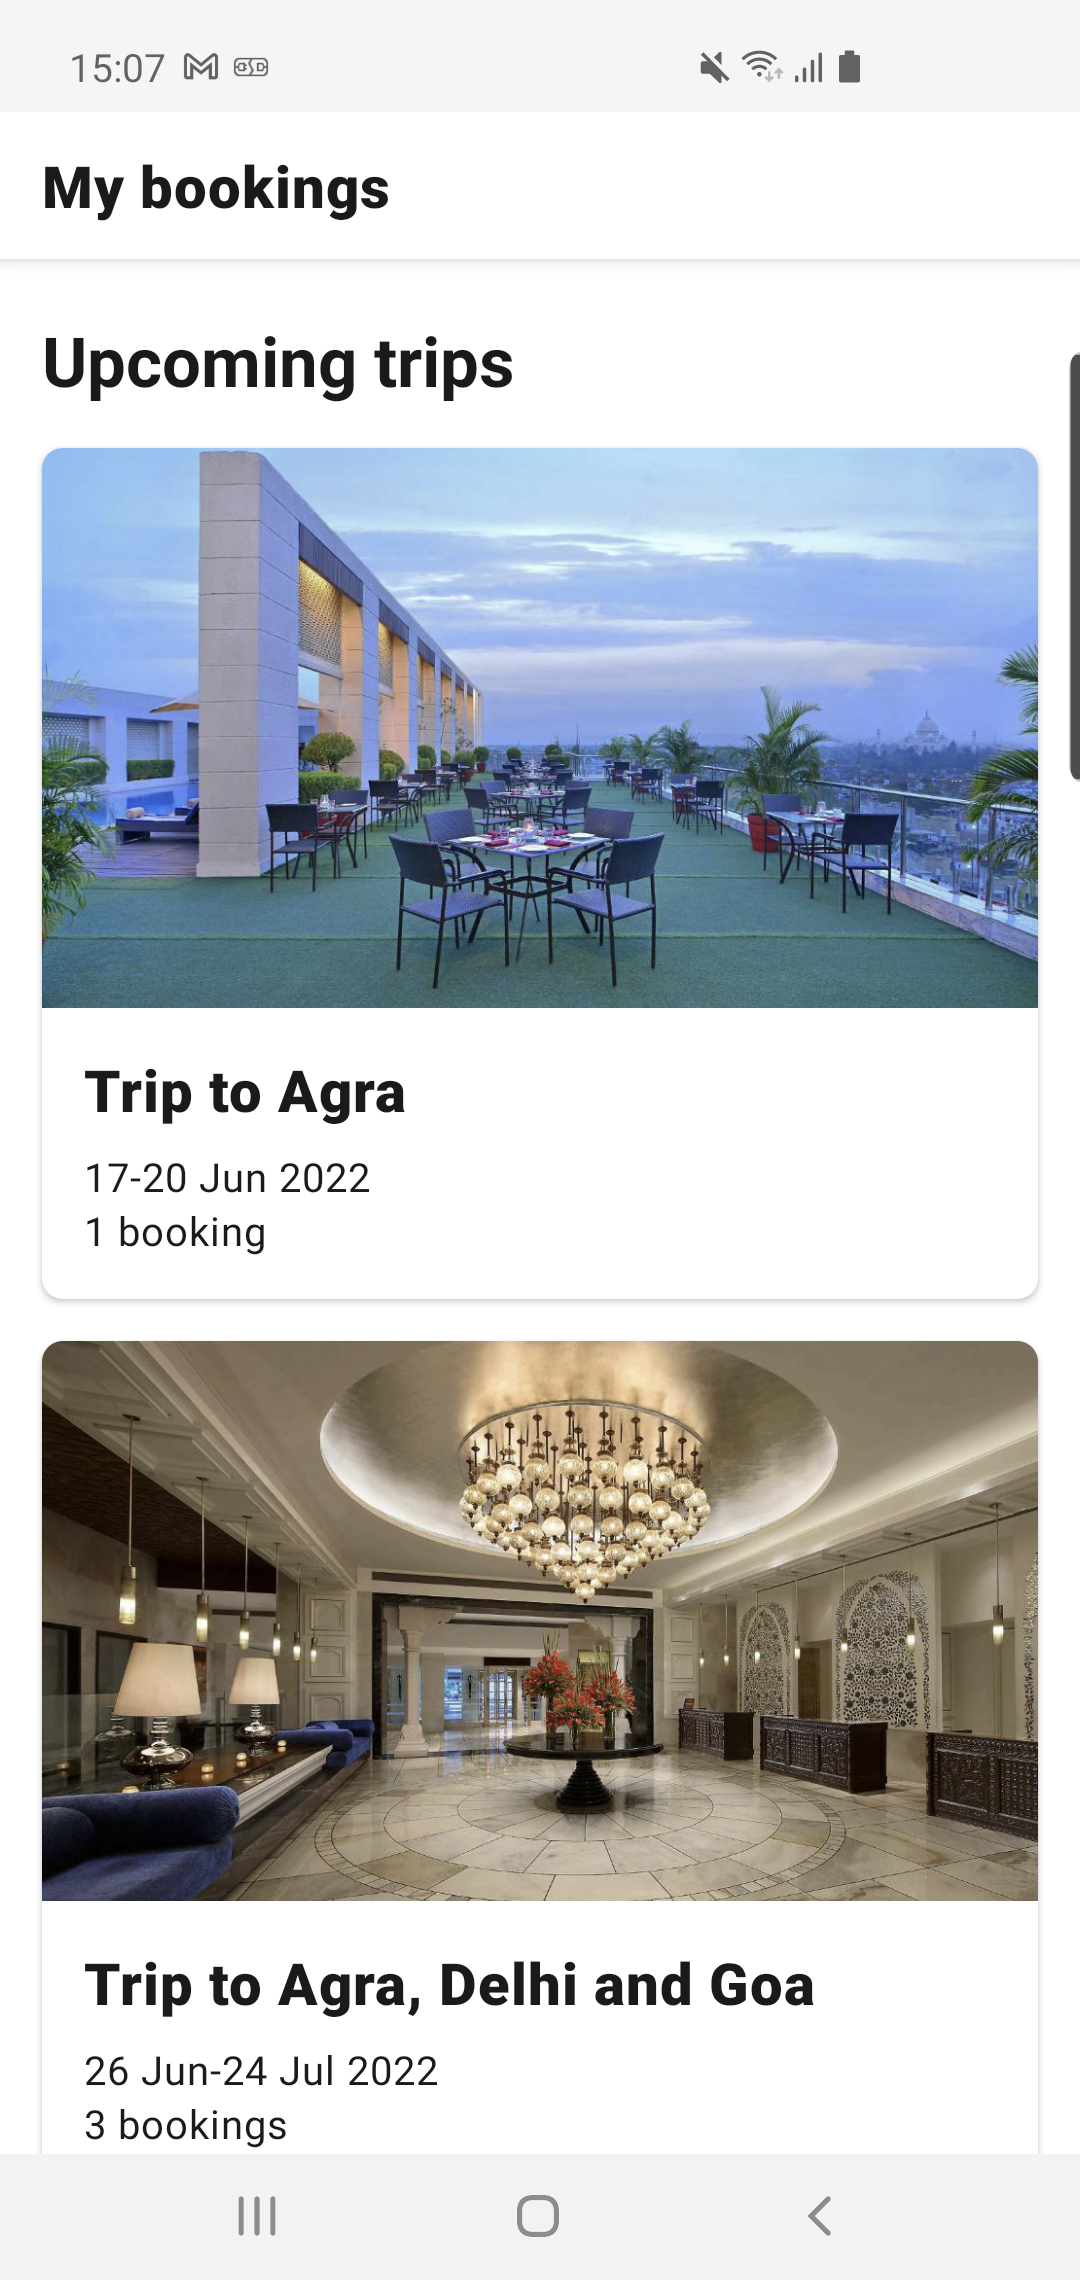 15:07
My bookings
Upcoming trips
Trip to Agra
17-20 Jun 2022
1 booking
Trip to Agra, Delhi and Goa
26 Jun-24 Jul 2022
3 bookings